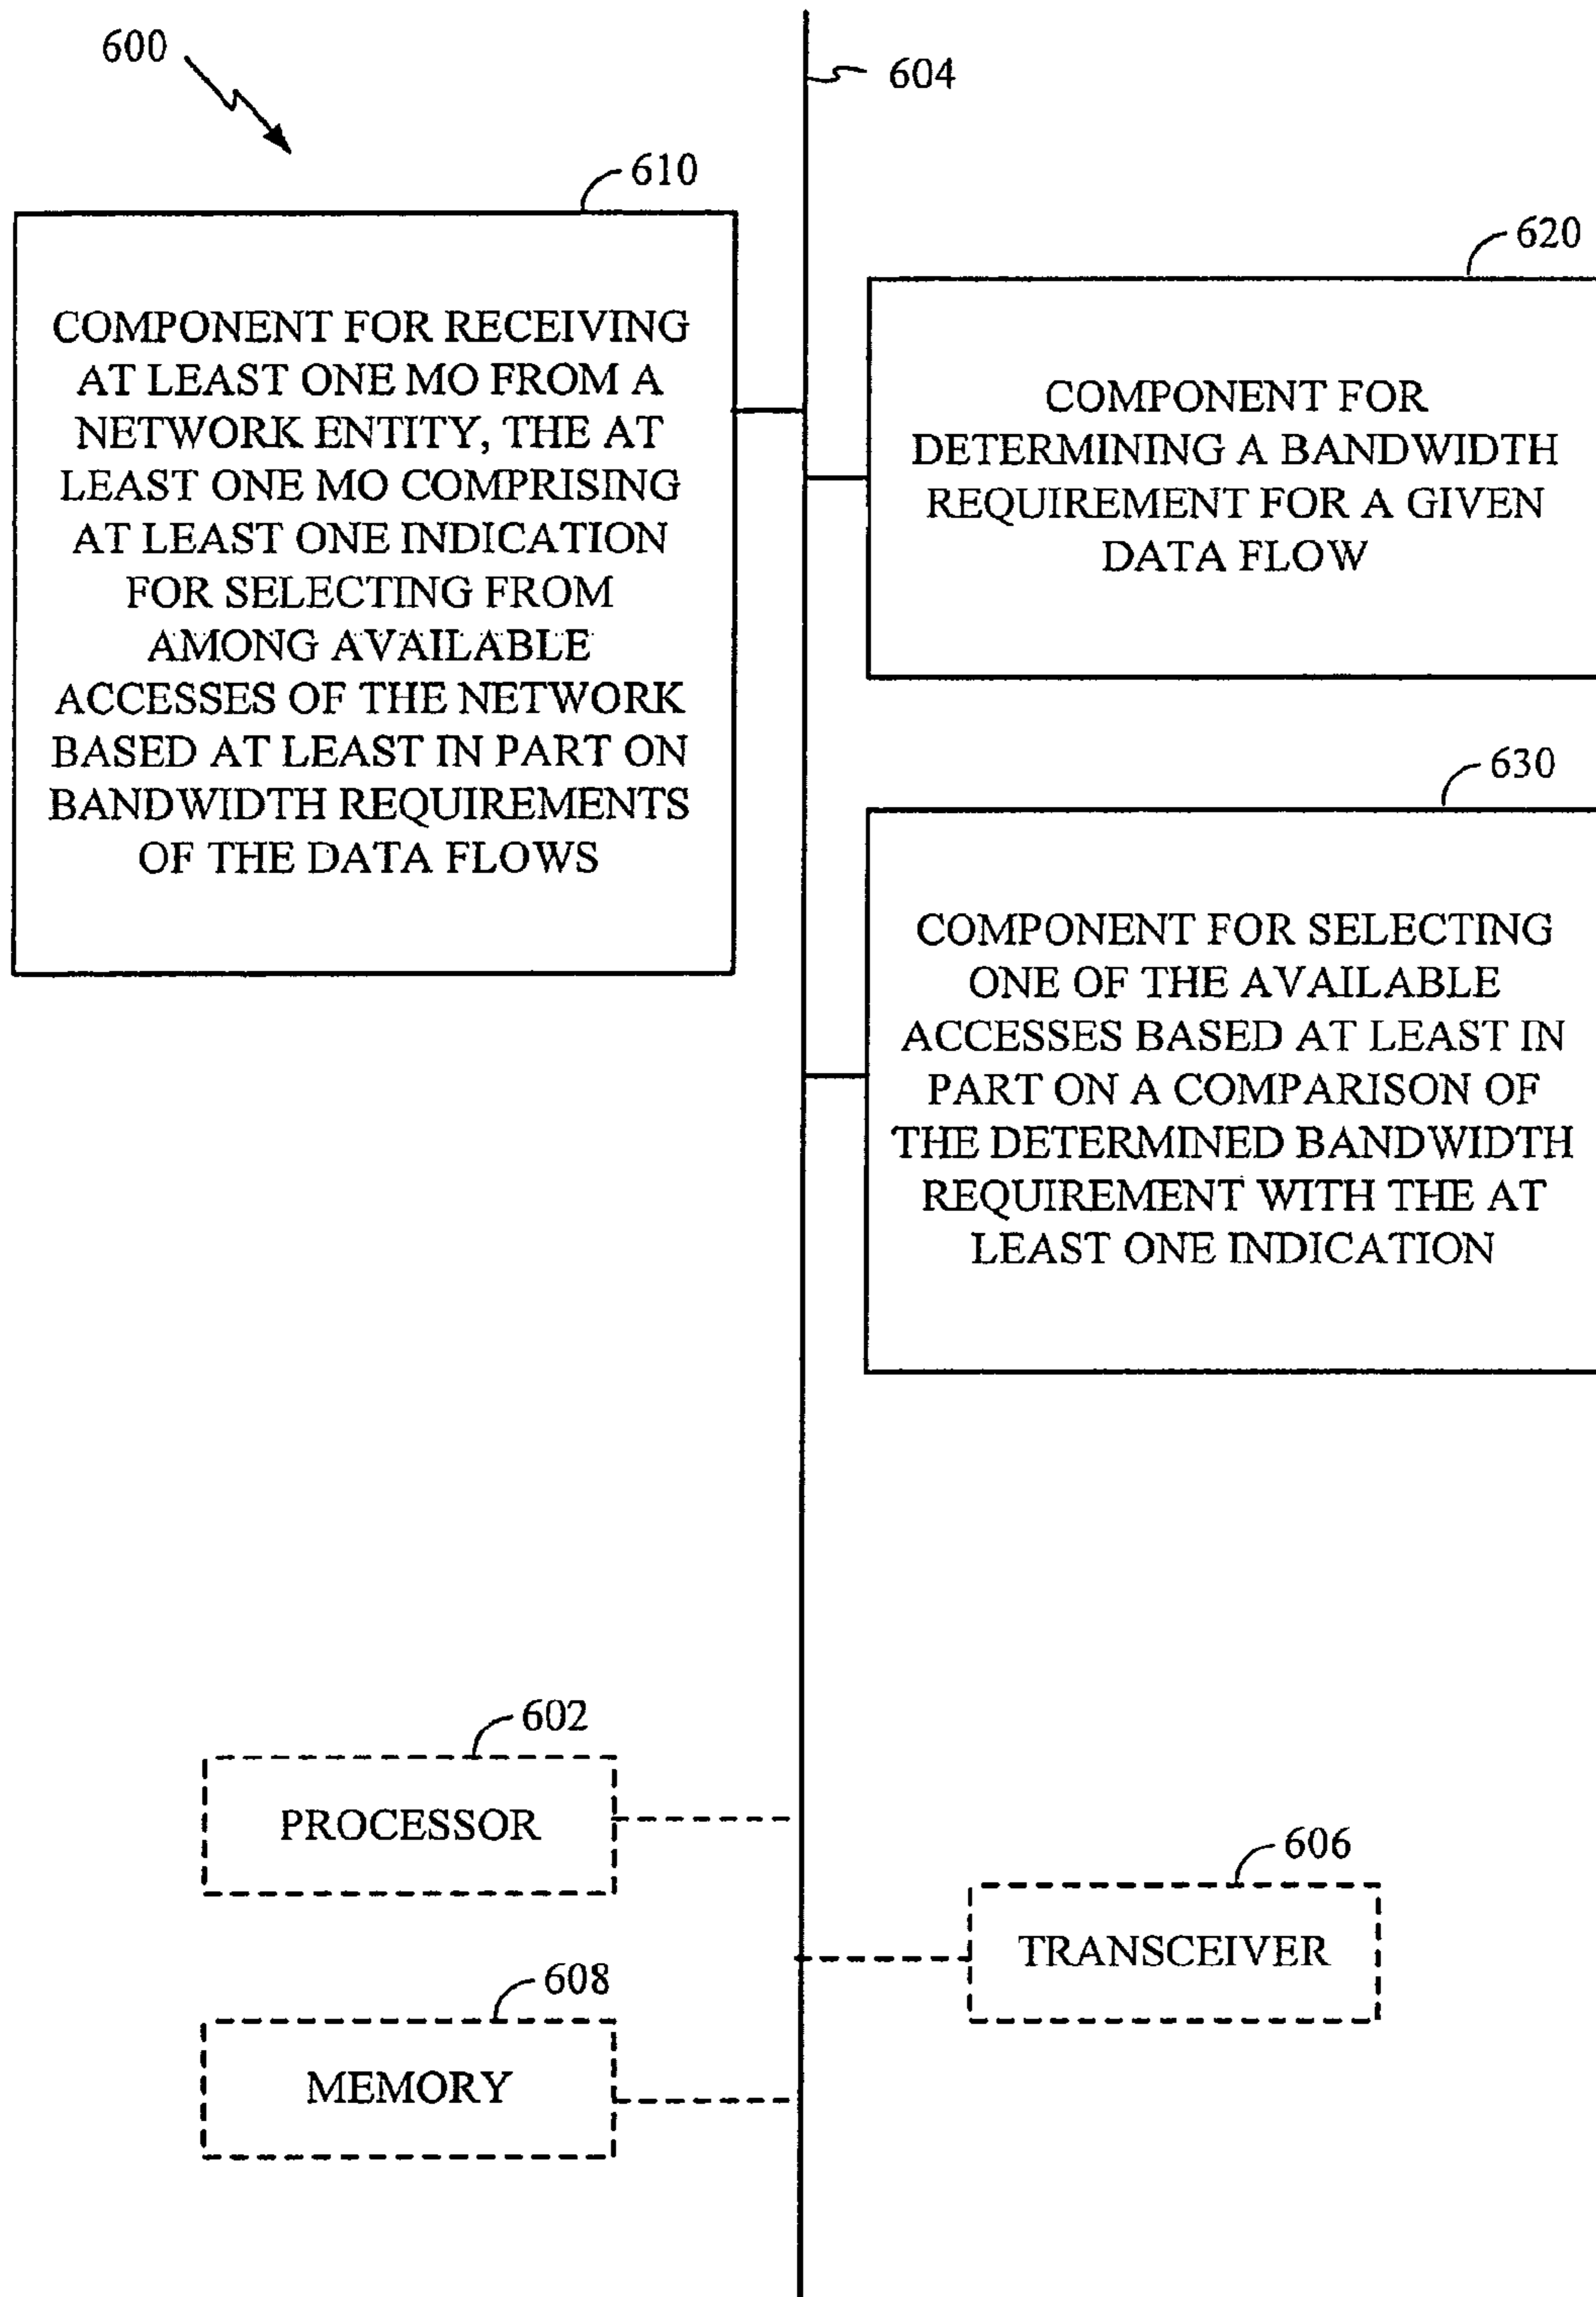 600
604
610
COMPONENT FOR RECEIVING
AT LEAST ONE MO FROM A
NETWORK ENTITY, THE AT
LEAST ONE MO COMPRISING
AT LEAST ONE INDICATION
FOR SELECTING FROM
AMONG AVAILABLE
ACCESSES OF THE NETWORK
BASED AT LEAST IN PART ON
BANDWIDTH REQUIREMENTS
OF THE DATA FLOWS
620
COMPONENT FOR
DETERMINING A BANDWIDTH
REQUIREMENT FOR A GIVEN
DATA FLOW
630
COMPONENT FOR SELECTING
ONE OF THE AVAILABLE
ACCESSES BASED AT LEAST IN
PART ON A COMPARISON OF
THE DETERMINED BANDWIDTH
REQUIREMENT WITH THE AT
LEAST ONE INDICATION
602
PROCESSOR
606
TRANSCEIVER
608
MEMORY